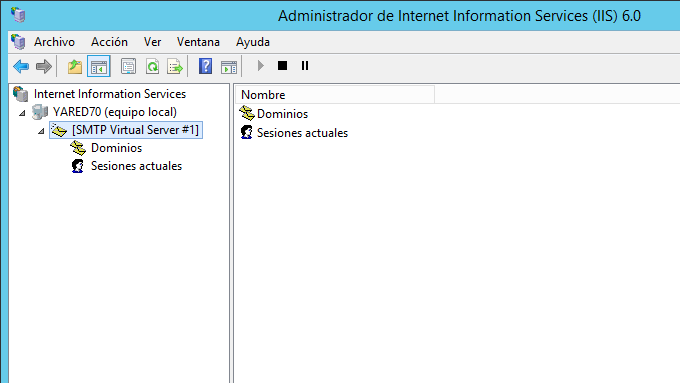 Administrador de Internet Information Services (IIS) 6.0
Archivo Acción Ver Ventana Ayuda
Internet Information Services
YARED70 (equipo local)
[SMTP Virtual Server #1]
Dominios
Sesiones actuales
Nombre
Dominios
Sesiones actuales